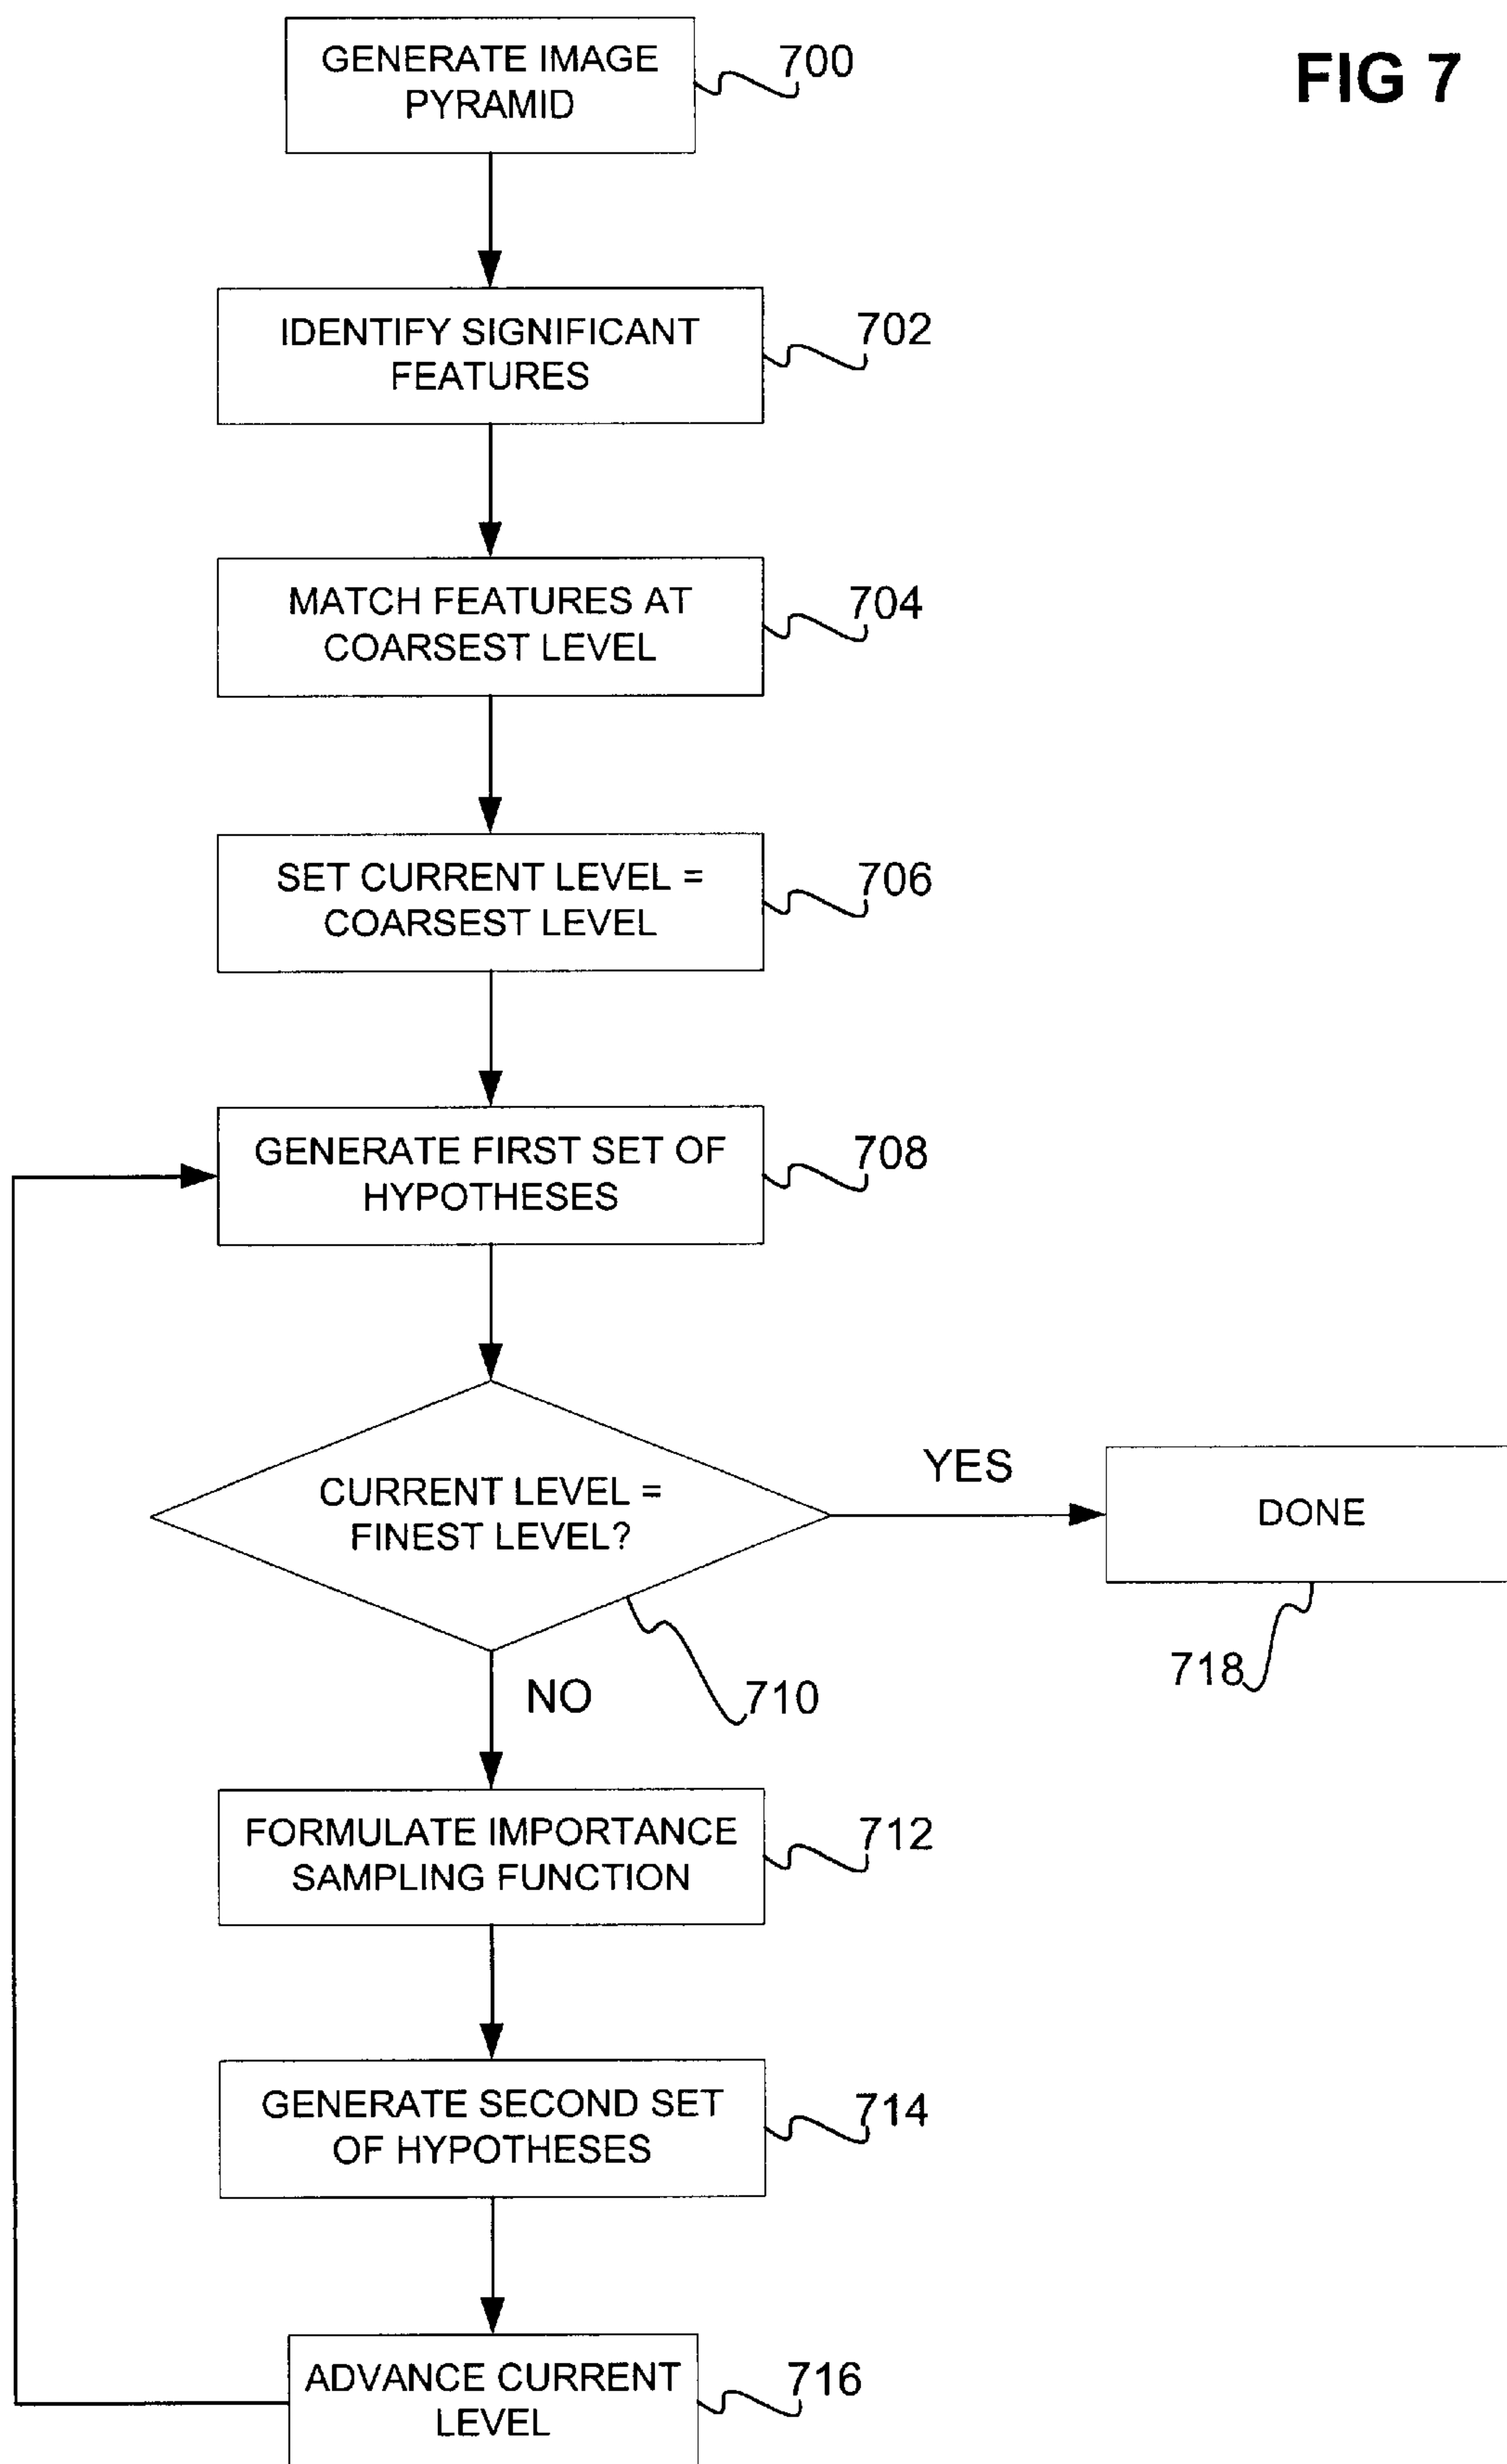 FIG 7
GENERATE IMAGE
PYRAMID
700
IDENTIFY SIGNIFICANT
FEATURES
702
MATCH FEATURES AT
COARSEST LEVEL
704
SET CURRENT LEVEL =
COARSEST LEVEL
706
GENERATE FIRST SET OF
HYPOTHESES
708
CURRENT LEVEL =
FINEST LEVEL?
YES
DONE
718
NO
710
FORMULATE IMPORTANCE
SAMPLING FUNCTION
712
GENERATE SECOND SET
OF HYPOTHESES
714
ADVANCE CURRENT
LEVEL
716